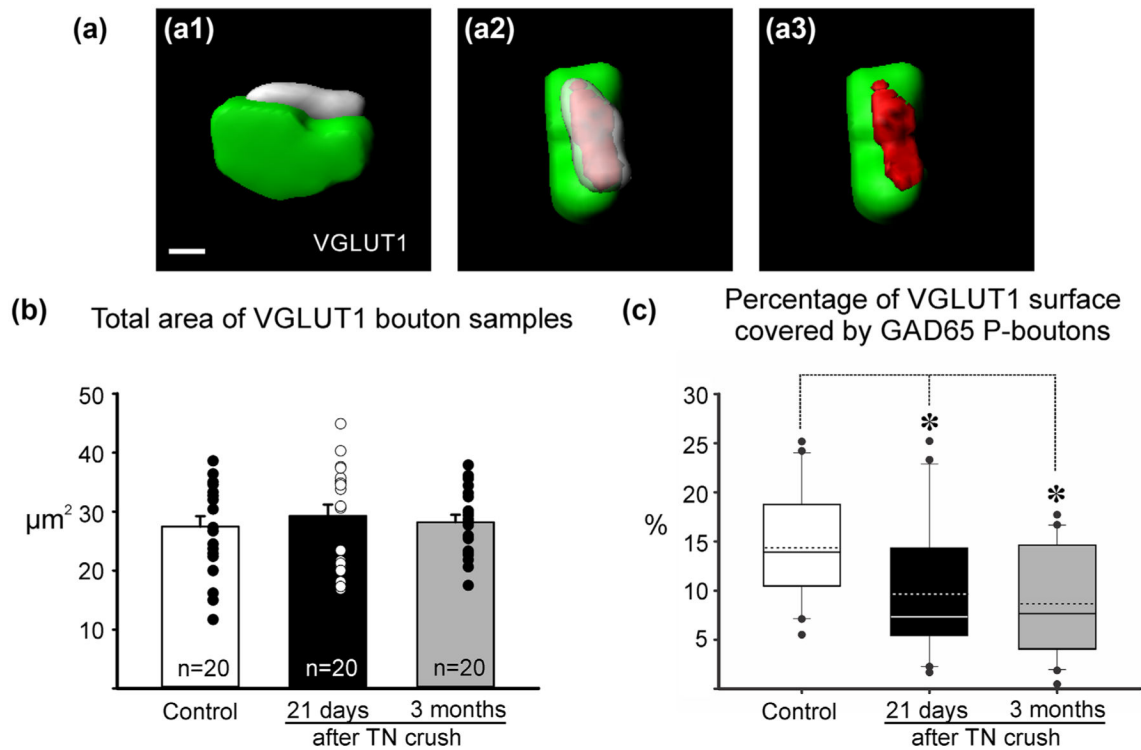 (a)
(a1)
(a2)
(a3)
VGLUT1
(b)
Total area of VGLUT1 bouton samples
µm²
50
40
30
20
10
n=20
n=20
n=20
Control
21 days
3 months
after TN crush
(c)
Percentage of VGLUT1 surface
covered by GAD65 P-boutons
%
30
25
20
15
10
5
*
*
Control
21 days
3 months
after TN crush